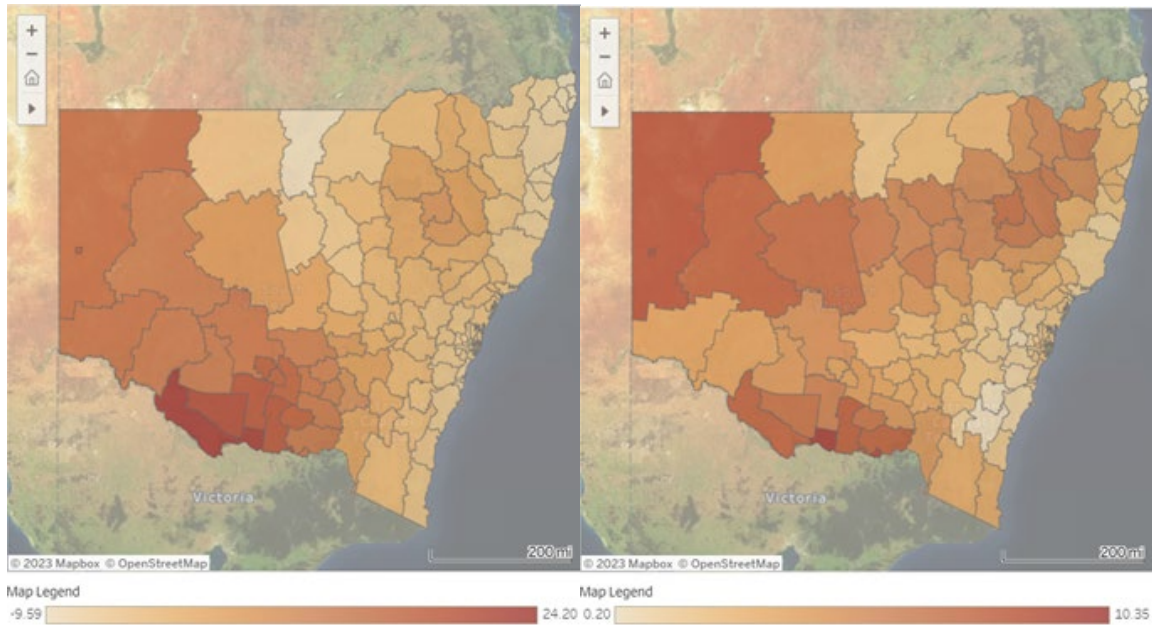 +
−
+
−
Victoria
Victoria
200 mi
200 mi
© 2023 Mapbox © OpenStreetMap
© 2023 Mapbox © OpenStreetMap
Map Legend
Map Legend
-9.59
24.20
0.20
10.35